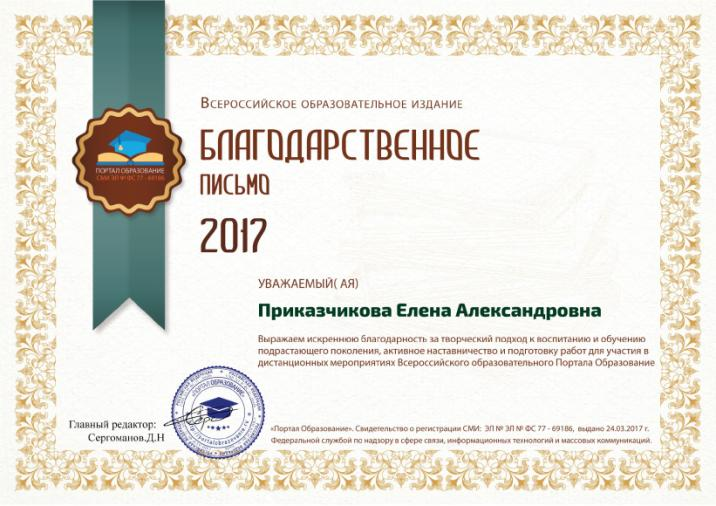 Всероссийское образовательное издание
БЛАГОДАРСТВЕННОЕ
ПИСЬМО
2017
ПОРТАЛ ОБРАЗОВАНИЕ
СМИ ЭЛ № ФС 77 - 69186
УВАЖАЕМЫЙ( АЯ)
Приказчикова Елена Александровна
Выражаем искреннюю благодарность за творческий подход к воспитанию и обучению
подрастающего поколения, активное наставничество и подготовку работ для участия в
дистанционных мероприятиях Всероссийского образовательного Портала Образование
Главный редактор:
Сергоманов.Д.Н
«ПОРТАЛ ОБРАЗОВАНИЕ»
«Портал Образование». Свидетельство о регистрации СМИ: ЭЛ № ЭЛ № ФС 77 - 69186, выдано 24.03.2017 г.
Федеральной службой по надзору в сфере связи, информационных технологий и массовых коммуникаций.